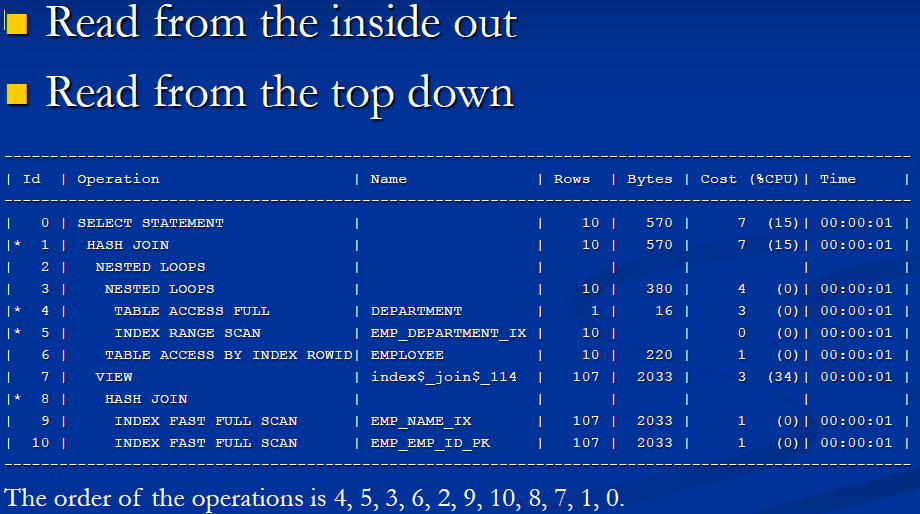 Read from the inside out
Read from the top down
---------------------------------------------------------------------------------------------------
| Id  | Operation                     | Name              | Rows  | Bytes | Cost (%CPU)| Time     |
---------------------------------------------------------------------------------------------------
|   0 | SELECT STATEMENT              |                   |    10 |   570 |     7  (15)| 00:00:01 |
|*  1 |  HASH JOIN                    |                   |    10 |   570 |     7  (15)| 00:00:01 |
|   2 |   NESTED LOOPS                |                   |       |       |            |          |
|   3 |    NESTED LOOPS               |                   |    10 |   380 |     4   (0)| 00:00:01 |
|*  4 |     TABLE ACCESS FULL         | DEPARTMENT        |     1 |    16 |     3   (0)| 00:00:01 |
|*  5 |     INDEX RANGE SCAN          | EMP_DEPARTMENT_IX |    10 |       |     0   (0)| 00:00:01 |
|   6 |    TABLE ACCESS BY INDEX ROWID| EMPLOYEE          |    10 |   220 |     1   (0)| 00:00:01 |
|   7 |   VIEW                        | index$_join$_114  |   107 |  2033 |     3  (34)| 00:00:01 |
|*  8 |    HASH JOIN                  |                   |       |       |            |          |
|   9 |     INDEX FAST FULL SCAN      | EMP_NAME_IX       |   107 |  2033 |     1   (0)| 00:00:01 |
|  10 |     INDEX FAST FULL SCAN      | EMP_EMP_ID_PK     |   107 |  2033 |     1   (0)| 00:00:01 |
---------------------------------------------------------------------------------------------------
The order of the operations is 4, 5, 3, 6, 2, 9, 10, 8, 7, 1, 0.